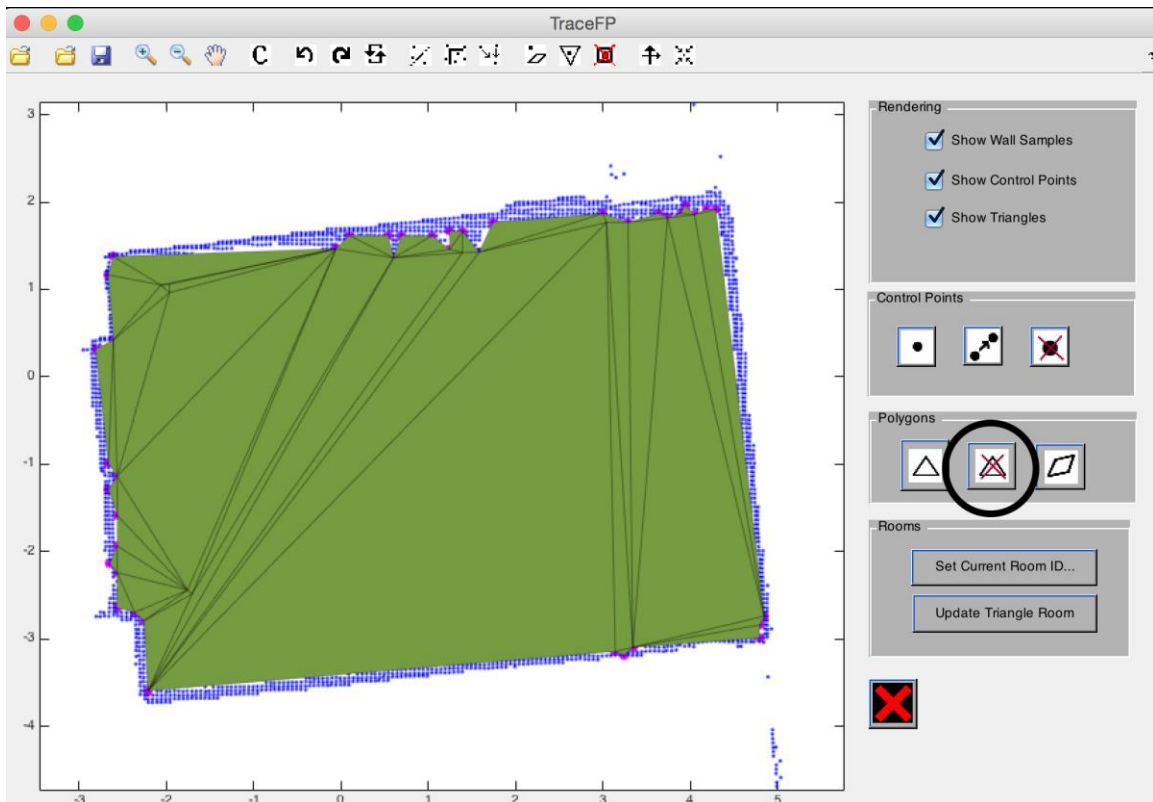 TraceFP
C
Rendering
Show Wall Samples
Show Control Points
Show Triangles
Control Points
Polygons
Rooms
Set Current Room ID...
Update Triangle Room
3
2
1
0
-1
-2
-3
-4
-3 -2 -1 0 1 2 3 4 5